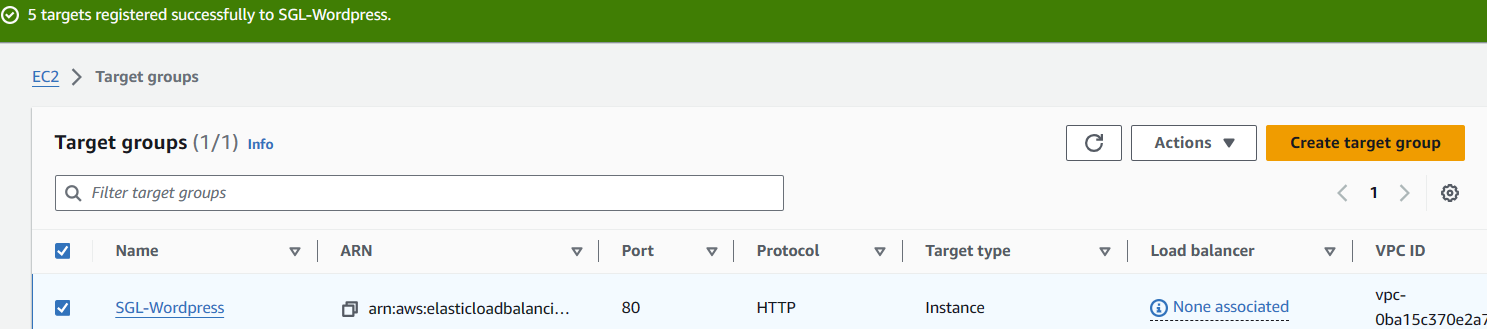 5 targets registered successfully to SGL-Wordpress.
EC2 > Target groups
Target groups (1/1) Info
Actions
Create target group
Filter target groups
1
Name ARN Port Protocol Target type Load balancer VPC ID
SGL-Wordpress arn:aws:elasticloadbalanci… 80 HTTP Instance None associated vpc-
0ba15c370e2a7